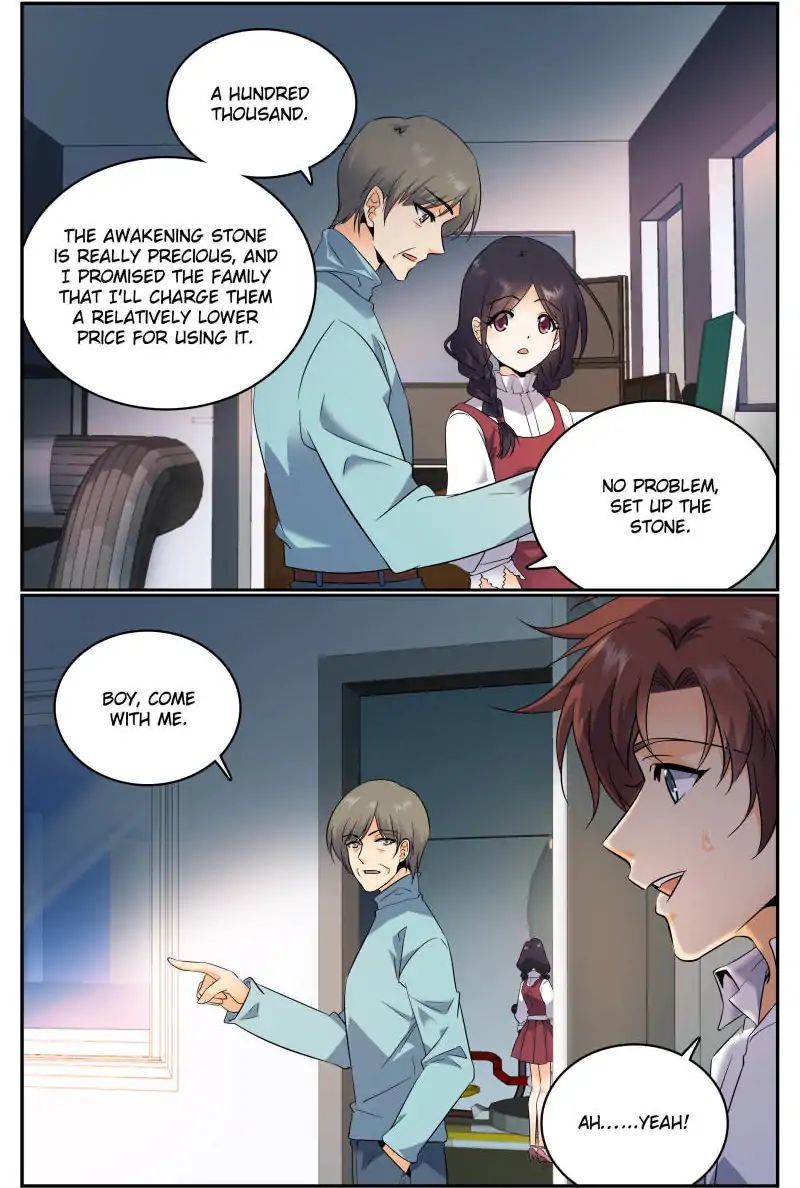 A HUNDRED
THOUSAND.
THE AWAKENING STONE
IS REALLY PRECIOUS, AND
I PROMISED THE FAMILY
THAT I'LL CHARGE THEM
A RELATIVELY LOWER
PRICE FOR USING IT.
NO PROBLEM,
SET UP THE
STONE.
BOY, COME
WITH ME.
AH......YEAH!